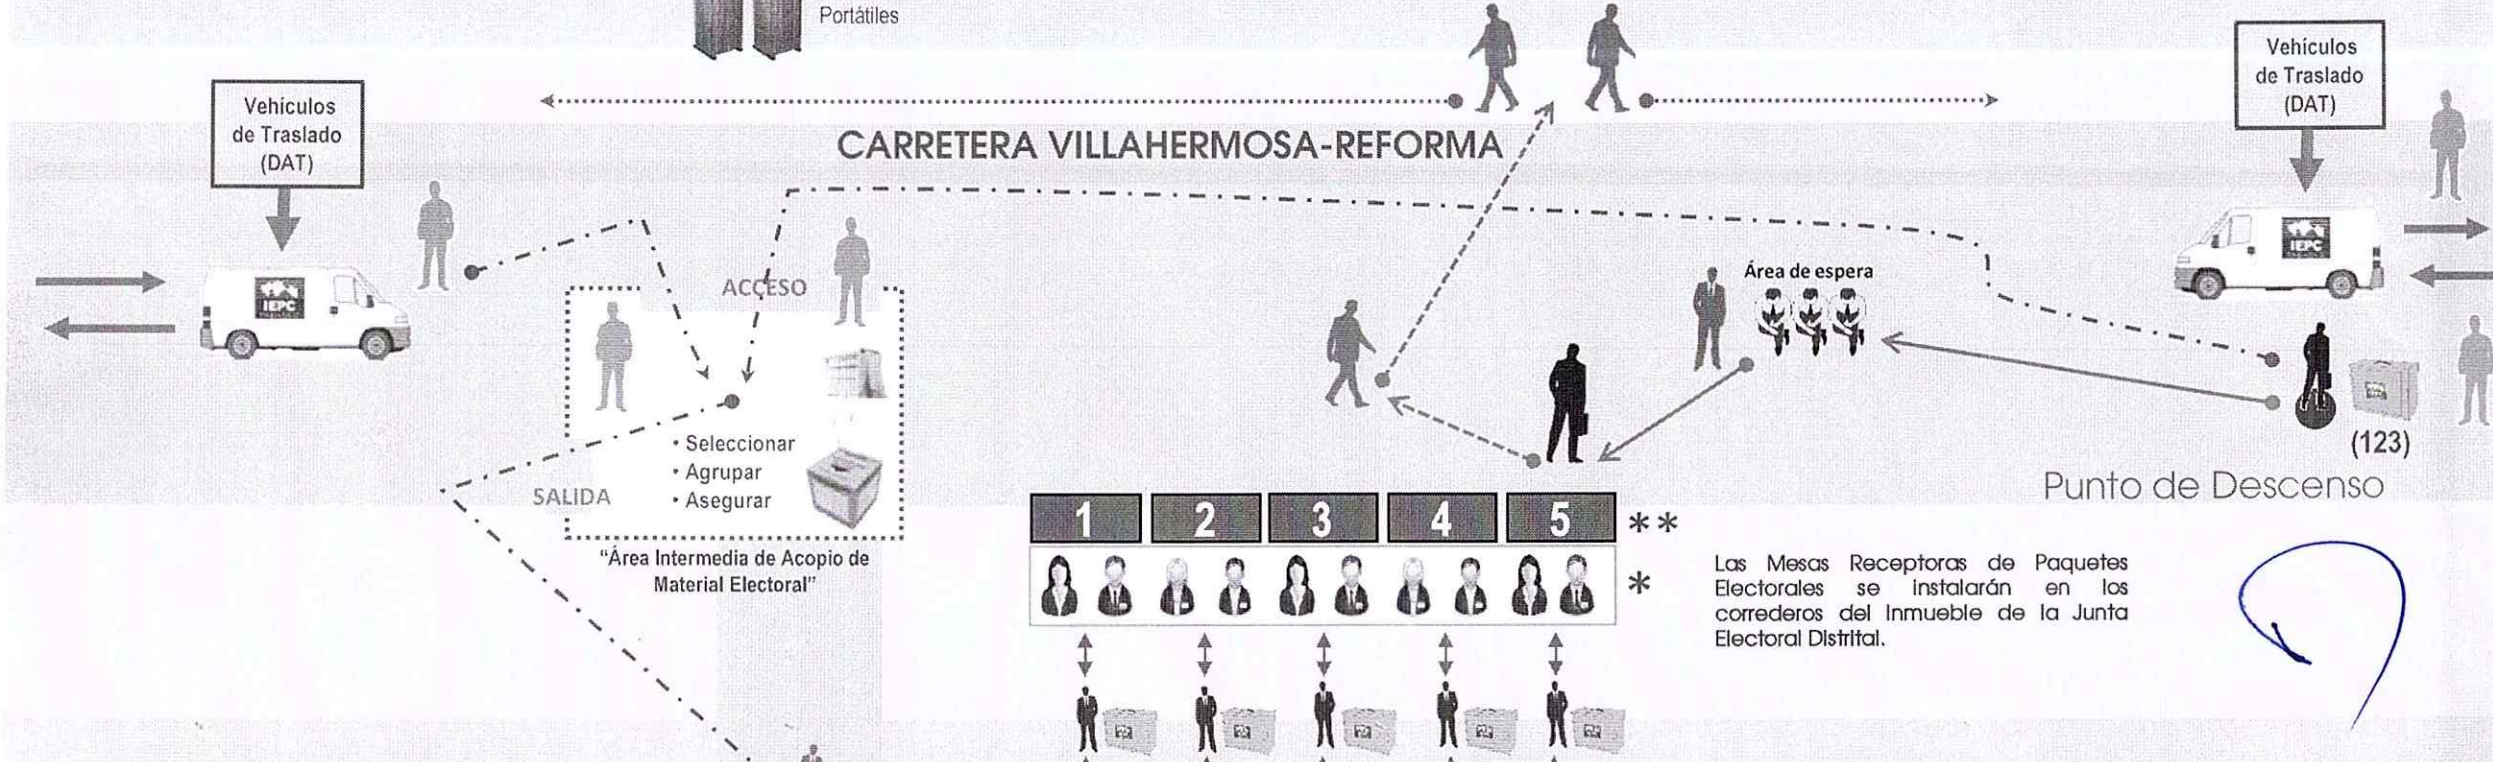 Portátiles
Vehículos
de Traslado
(DAT)
Vehículos
de Traslado
(DAT)
CARRETERA VILLAHERMOSA-REFORMA
IEPC
IEPC
ACCESO
Área de espera
• Seleccionar
• Agrupar
• Asegurar
SALIDA
(123)
Punto de Descenso
"Área Intermedia de Acopio de
Material Electoral"
1 2 3 4 5 **
*
Las Mesas Receptoras de Paquetes
Electorales se instalarán en los
correderos del Inmueble de la Junta
Electoral Distrital.